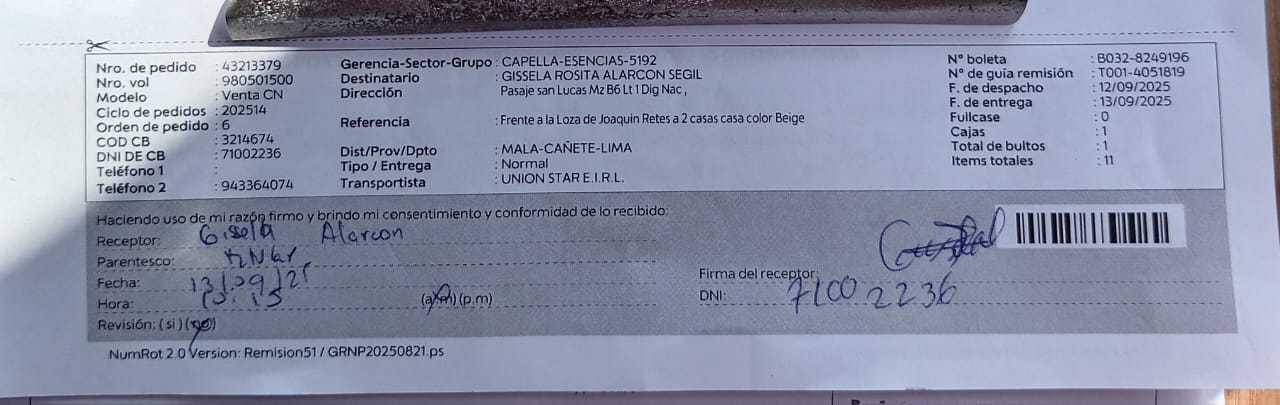 Nro. de pedido : 43213379
Nro. vol : 980501500
Modelo : Venta CN
Ciclo de pedidos : 202514
Orden de pedido : 6
COD CB : 3214674
DNI DE CB : 71002236
Teléfono 1 :
Teléfono 2 : 943364074
Gerencia-Sector-Grupo : CAPELLA-ESENCIAS-5192
Destinatario : GISSELA ROSITA ALARCON SEGIL
Dirección Pasaje san Lucas Mz B6 Lt 1 Dig Nac ,
Referencia : Frente a la Loza de Joaquin Retes a 2 casas casa color Beige
Dist/Prov/Dpto : MALA-CAÑETE-LIMA
Tipo / Entrega : Normal
Transportista : UNION STAR E.I.R.L.
N° boleta : B032-8249196
N° de guía remisión : T001-4051819
F. de despacho : 12/09/2025
F. de entrega : 13/09/2025
Fullcase : 0
Cajas : 1
Total de bultos : 1
Items totales : 11
Haciendo uso de mi razón firmo y brindo mi consentimiento y conformidad de lo recibido:
Receptor: Gisela Alarcon
Parentesco:
Fecha: 13/09/25
Hora: 10:15 (a.m) (p.m)
Revisión: ( si ) (no)
Firma del receptor:
DNI: 71002236
NumRot 2.0 Version: Remision51 / GRNP20250821.ps